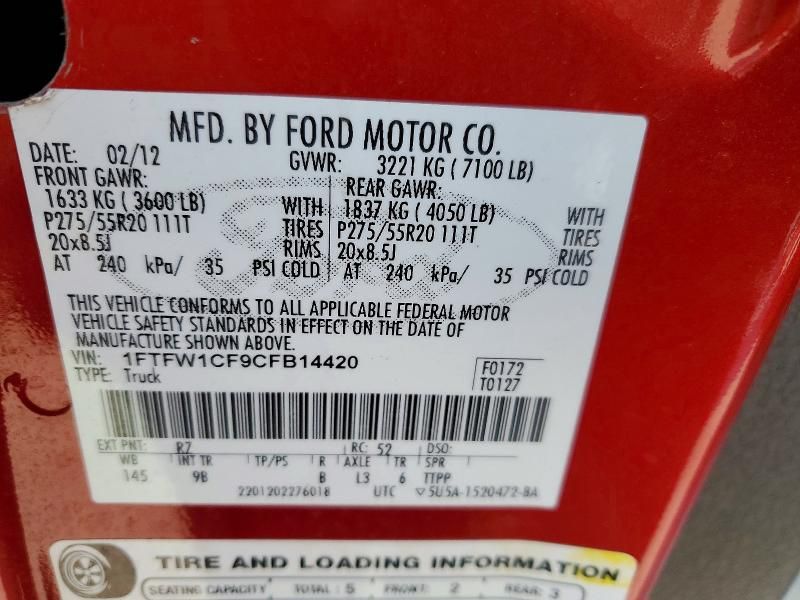 MFD. BY FORD MOTOR CO.
DATE: 02/12 GVWR: 3221 KG ( 7100 LB)
FRONT GAWR: REAR GAWR:
1633 KG ( 3600 LB) WITH 1837 KG ( 4050 LB) WITH
P275/55R20 111T TIRES P275/55R20 111T TIRES
20x8.5J RIMS 20x8.5J RIMS
AT 240 kPa/ 35 PSI COLD AT 240 kPa/ 35 PSI COLD
THIS VEHICLE CONFORMS TO ALL APPLICABLE FEDERAL MOTOR
VEHICLE SAFETY STANDARDS IN EFFECT ON THE DATE OF
MANUFACTURE SHOWN ABOVE.
VIN: 1FTFW1CF9CFB14420 F0172
TYPE: Truck T0127
EXT PNT: RZ RC: 52 DSO:
WB INT TR TP/PS R AXLE TR SPR
145 9B B L3 6 TTPP
2201202276018 UTC ▽5U5A-1520472-BA
TIRE AND LOADING INFORMATION
SEATING CAPACITY TOTAL : 5 FRONT: 2 REAR: 3